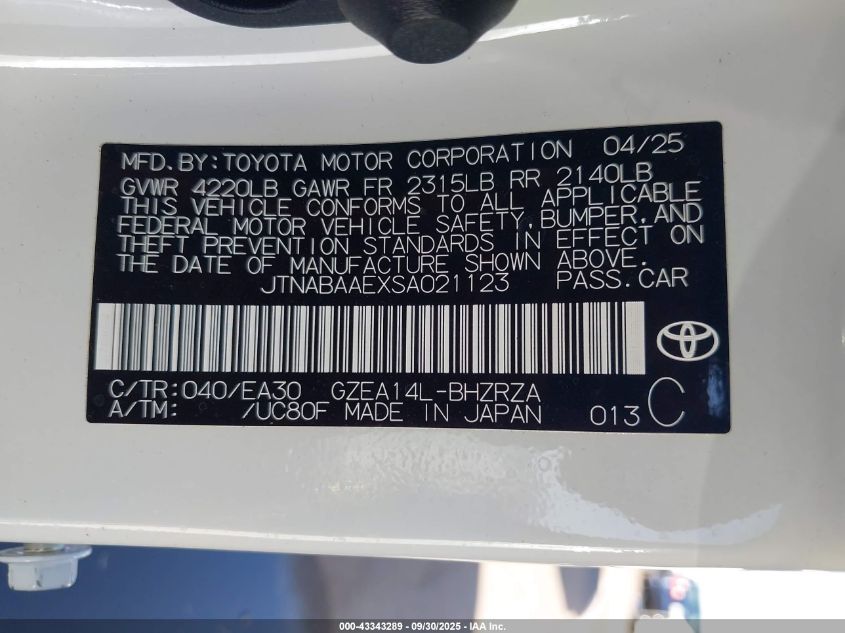 MFD.BY:TOYOTA MOTOR CORPORATION 04/25
GVWR 4220LB GAWR FR 2315LB RR 2140LB
THIS VEHICLE CONFORMS TO ALL APPLICABLE
FEDERAL MOTOR VEHICLE SAFETY,BUMPER,AND
THEFT PREVENTION STANDARDS IN EFFECT ON
THE DATE OF MANUFACTURE SHOWN ABOVE.
JTNABAAEXSA021123 PASS.CAR
C/TR:040/EA30 GZEA14L-BHZRZA
A/TM: /UC80F MADE IN JAPAN 013 C
000-43343289 - 09/30/2025 - IAA Inc.